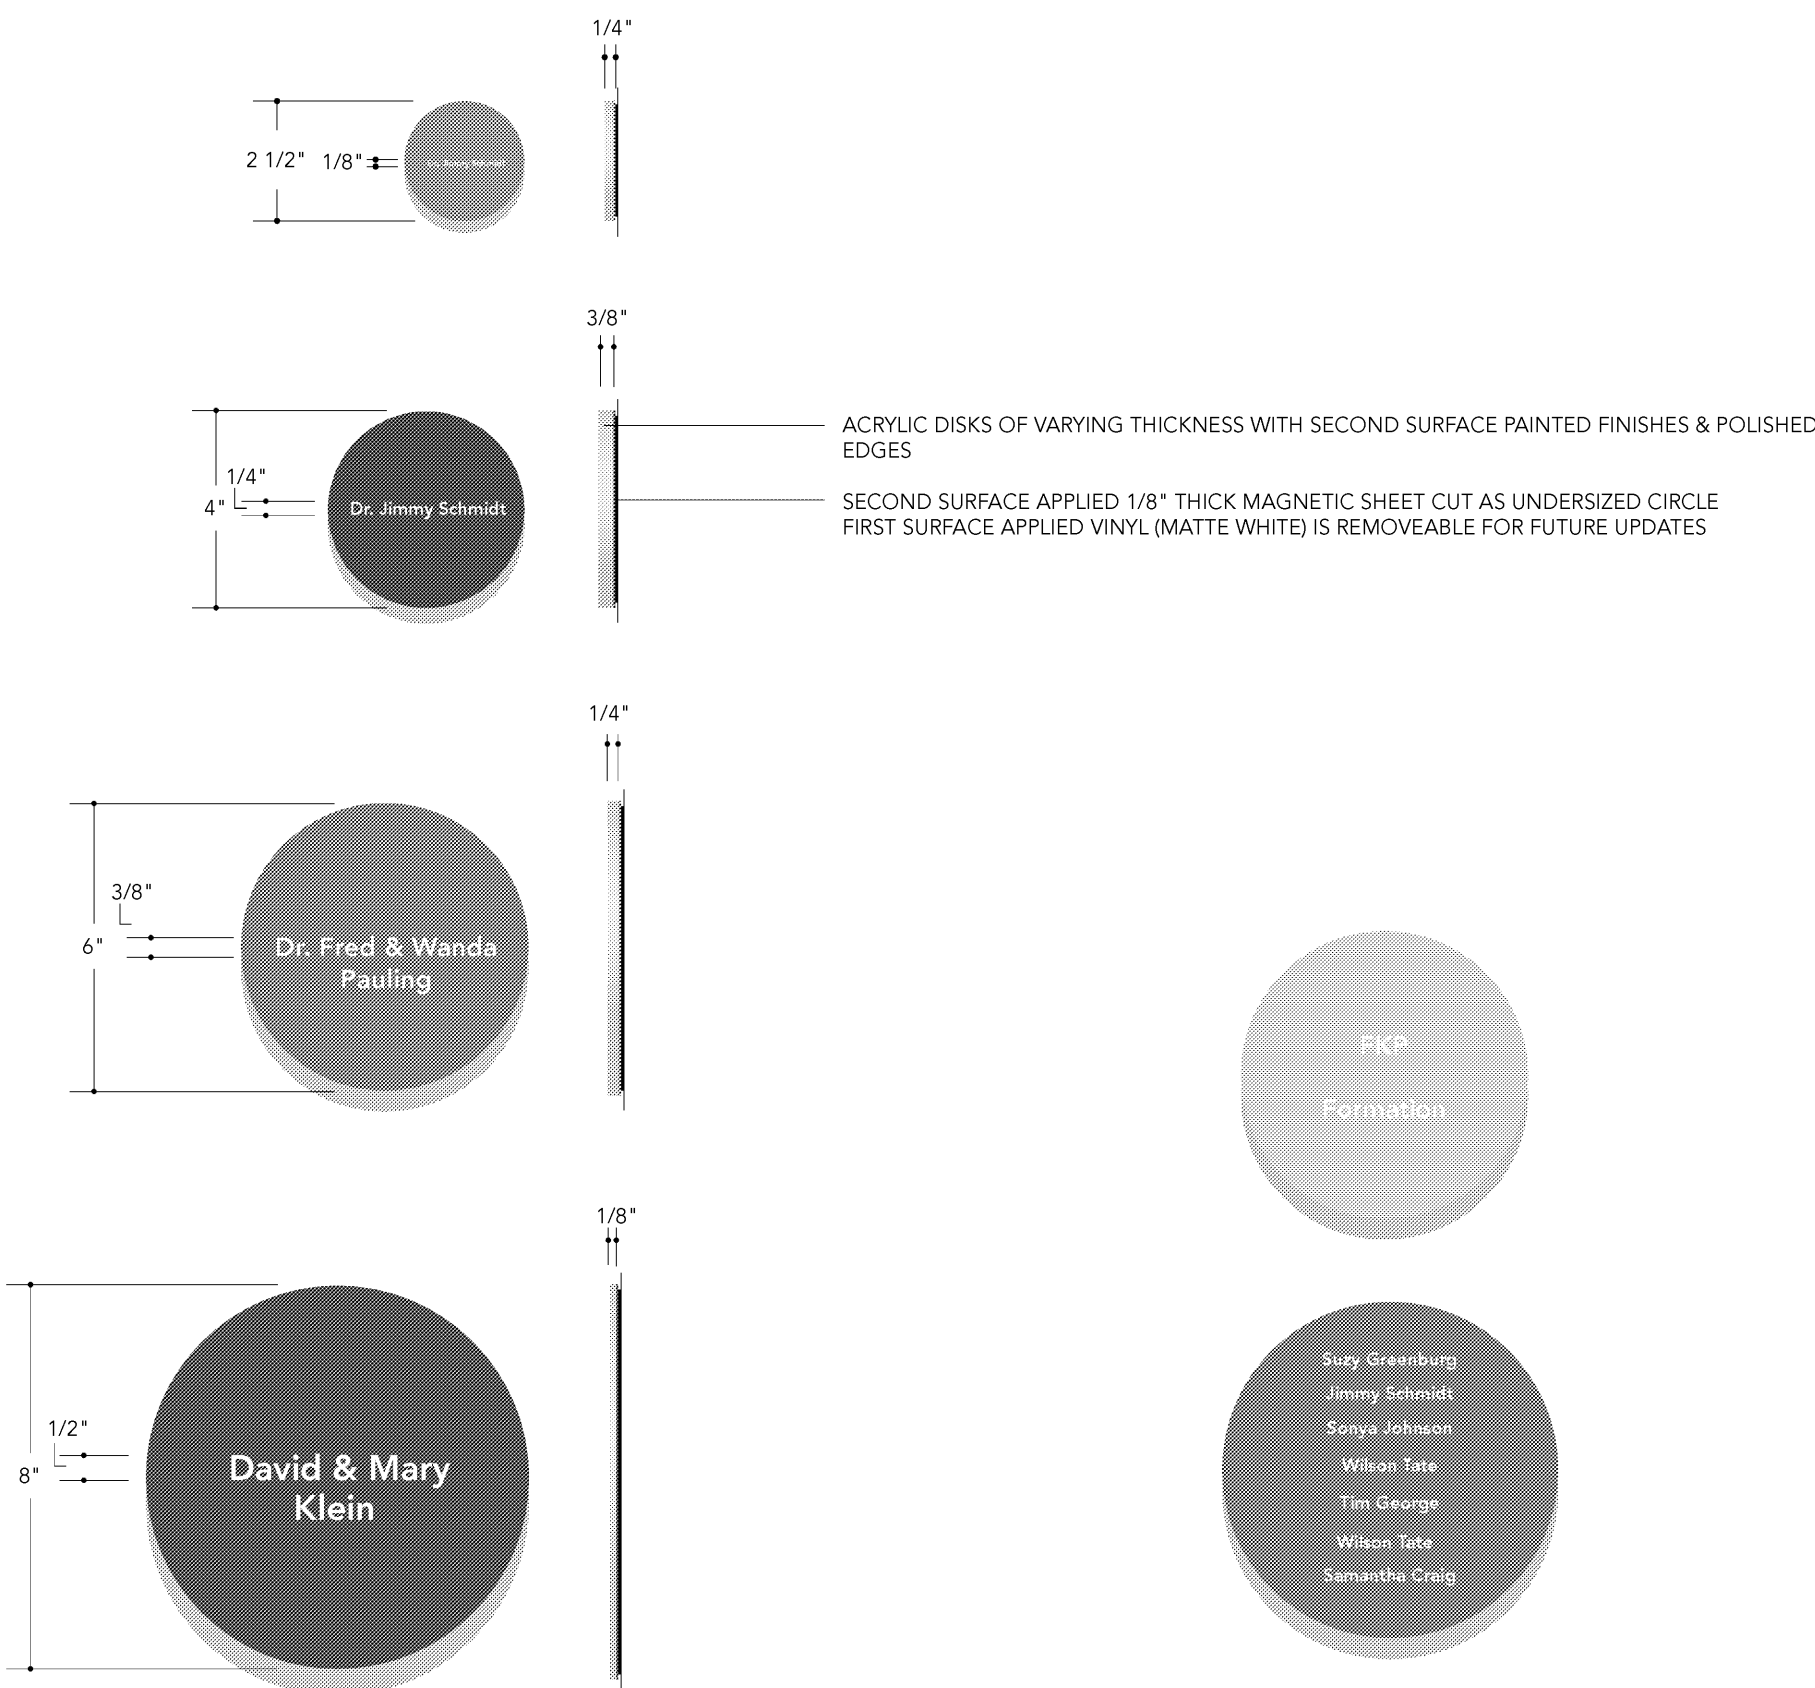 1/4"
2 1/2" 1/8"
3/8"
ACRYLIC DISKS OF VARYING THICKNESS WITH SECOND SURFACE PAINTED FINISHES & POLISHED
EDGES
1/4"
4"
Dr. Jimmy Schmidt
SECOND SURFACE APPLIED 1/8" THICK MAGNETIC SHEET CUT AS UNDERSIZED CIRCLE
FIRST SURFACE APPLIED VINYL (MATTE WHITE) IS REMOVEABLE FOR FUTURE UPDATES
1/4"
3/8"
6"
Dr. Fred & Wanda
Pauling
FKP
Formation
1/8"
1/2"
8"
David & Mary
Klein
Suzy Greenburg
Jimmy Schmidt
Sonya Johnson
Wilson Tate
Tim George
Wilson Tate
Samantha Craig